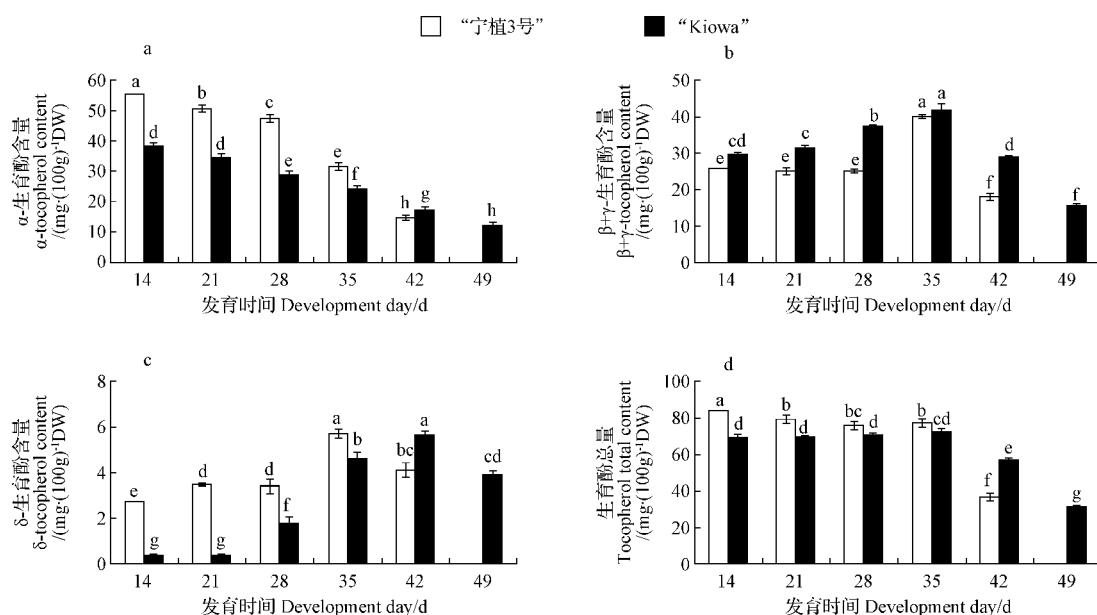 “宁植3号” “Kiowa”
a
α-生育酚含量
α-tocopherol content
/(mg·(100g)⁻¹DW)
60
50
40
30
20
10
0
a
d
b
d
c
e
e
f
h
g
h
14 21 28 35 42 49
发育时间 Development day/d
b
β+γ-生育酚含量
β+γ-tocopherol content
/(mg·(100g)⁻¹DW)
50
40
30
20
10
0
e
cd
e
c
e
b
a
a
f
d
f
14 21 28 35 42 49
发育时间 Development day/d
c
δ-生育酚含量
δ-tocopherol content
/(mg·(100g)⁻¹DW)
8
6
4
2
0
e
g
d
g
d
f
a
b
bc
a
cd
14 21 28 35 42 49
发育时间 Development day/d
d
生育酚总量
Tocopherol total content
/(mg·(100g)⁻¹DW)
100
80
60
40
20
0
a
d
b
d
bc
d
b
cd
f
e
g
14 21 28 35 42 49
发育时间 Development day/d